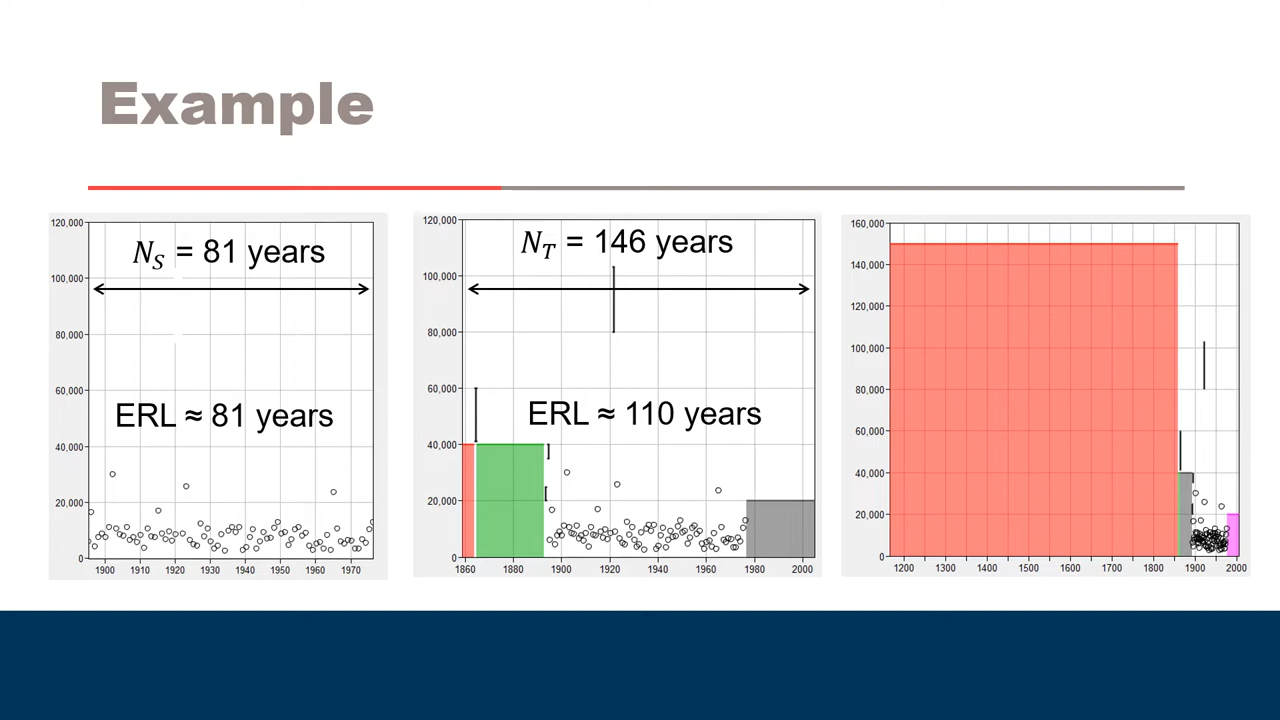 Example
120,000
100,000
80,000
60,000
40,000
20,000
0
N_S = 81 years
ERL ≈ 81 years
1900 1910 1920 1930 1940 1950 1960 1970
120,000
100,000
80,000
60,000
40,000
20,000
0
N_T = 146 years
ERL ≈ 110 years
1860 1880 1900 1920 1940 1960 1980 2000
160,000
140,000
120,000
100,000
80,000
60,000
40,000
20,000
0
1200 1300 1400 1500 1600 1700 1800 1900 2000